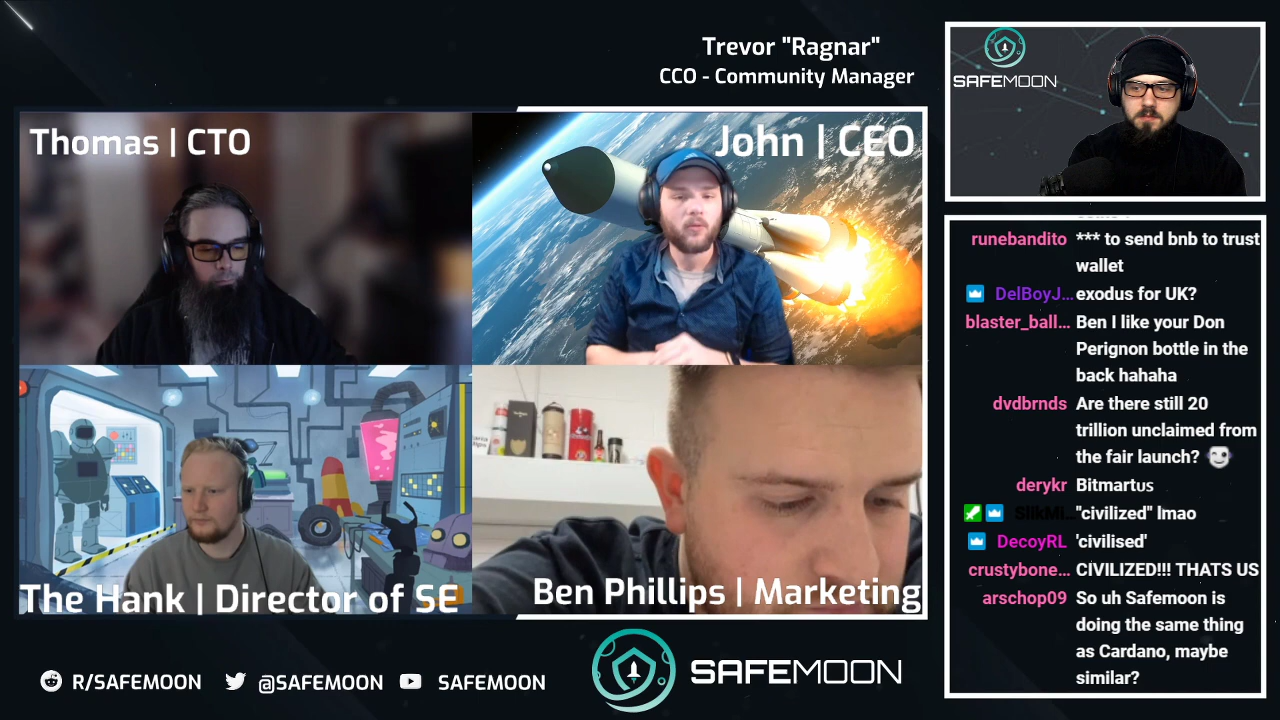 Trevor "Ragnar"
CCO - Community Manager
Thomas | CTO
John | CEO
The Hank | Director of SE
Ben Phillips | Marketing
R/SAFEMOON
@SAFEMOON
SAFEMOON
SAFEMOON
SAFEMOON
runebandito *** to send bnb to trust
wallet
DelBoyJ... exodus for UK?
blaster_ball... Ben I like your Don
Perignon bottle in the
back hahaha
dvdbrnds Are there still 20
trillion unclaimed from
the fair launch?
derykr Bitmartus
"civilized" lmao
DecoyRL 'civilised'
crustybone... CIVILIZED!!! THATS US
arschop09 So uh Safemoon is
doing the same thing
as Cardano, maybe
similar?